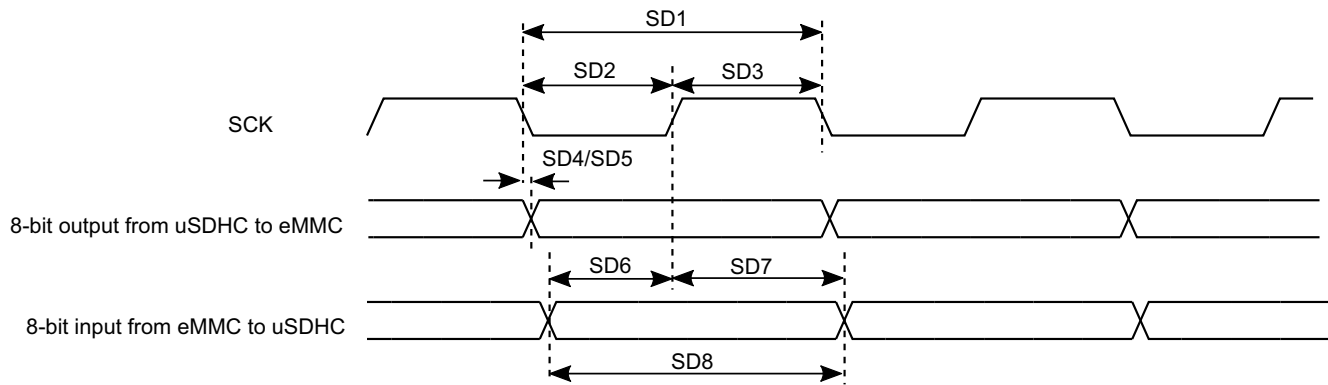 SD1
SD2
SD3
SCK
SD4/SD5
8-bit output from uSDHC to eMMC
SD6
SD7
8-bit input from eMMC to uSDHC
SD8